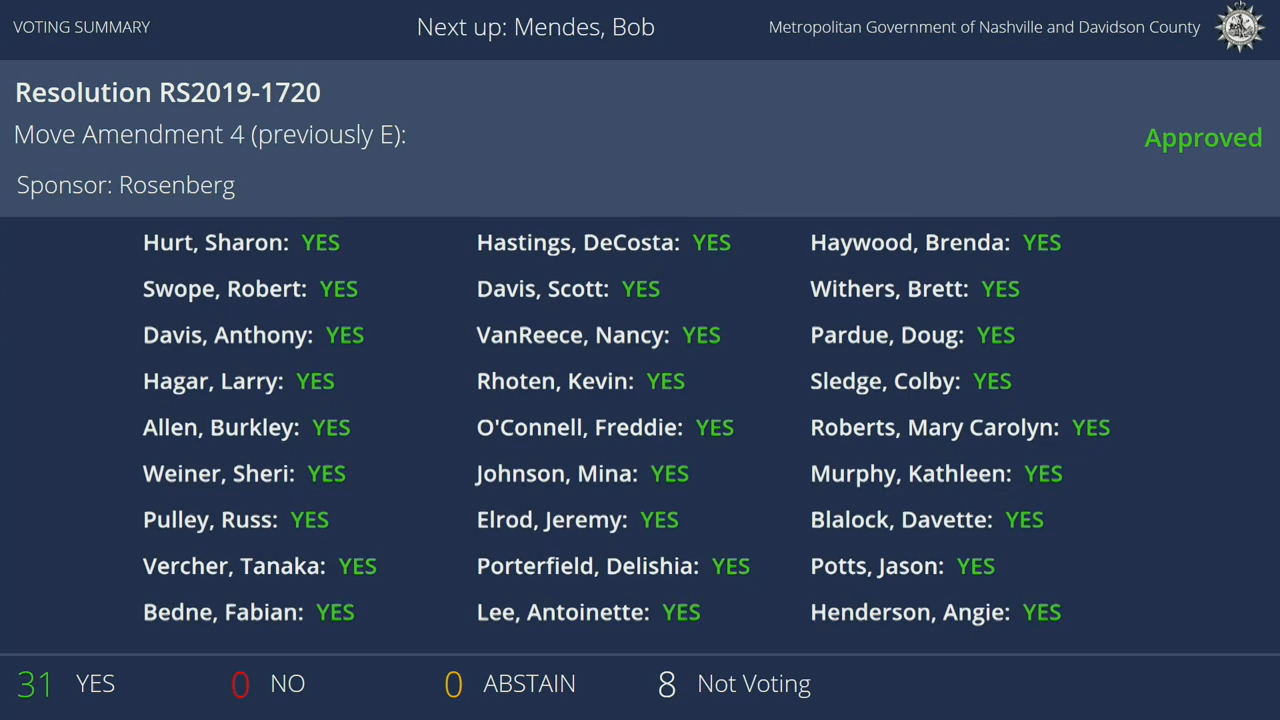 VOTING SUMMARY Next up: Mendes, Bob Metropolitan Government of Nashville and Davidson County
Resolution RS2019-1720
Move Amendment 4 (previously E):
Approved
Sponsor: Rosenberg
Hurt, Sharon: YES Hastings, DeCosta: YES Haywood, Brenda: YES
Swope, Robert: YES Davis, Scott: YES Withers, Brett: YES
Davis, Anthony: YES VanReece, Nancy: YES Pardue, Doug: YES
Hagar, Larry: YES Rhoten, Kevin: YES Sledge, Colby: YES
Allen, Burkley: YES O'Connell, Freddie: YES Roberts, Mary Carolyn: YES
Weiner, Sheri: YES Johnson, Mina: YES Murphy, Kathleen: YES
Pulley, Russ: YES Elrod, Jeremy: YES Blalock, Davette: YES
Vercher, Tanaka: YES Porterfield, Delishia: YES Potts, Jason: YES
Bedne, Fabian: YES Lee, Antoinette: YES Henderson, Angie: YES
31 YES 0 NO 0 ABSTAIN 8 Not Voting